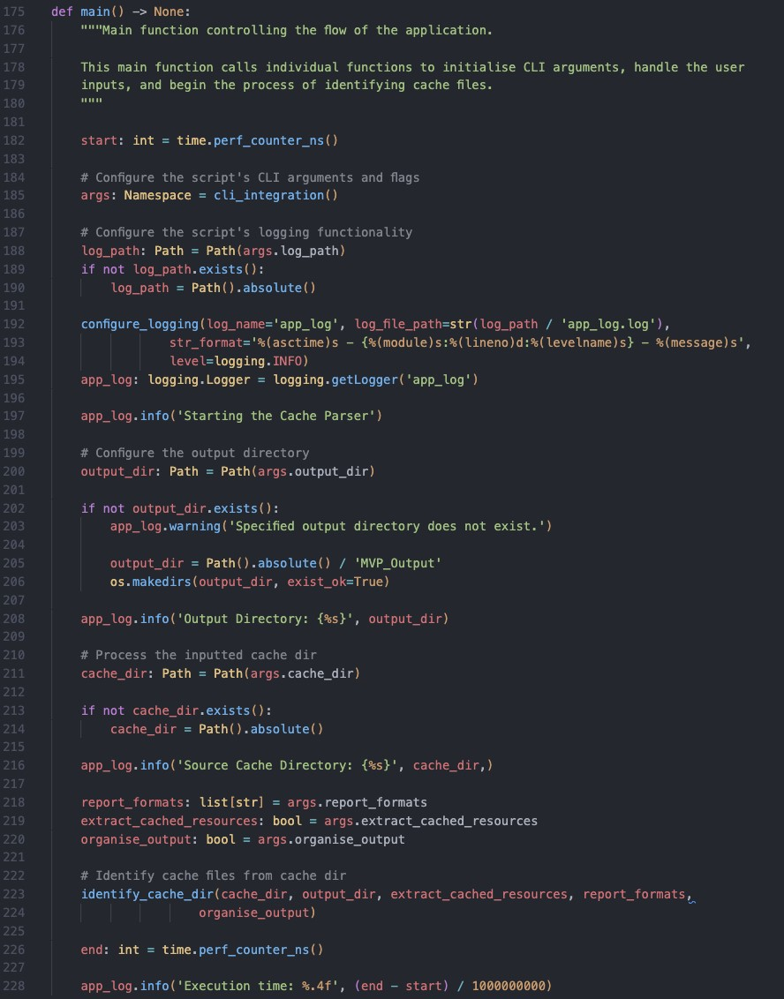 175 def main() -> None:
176     """Main function controlling the flow of the application.
177
178     This main function calls individual functions to initialise CLI arguments, handle the user
179     inputs, and begin the process of identifying cache files.
180     """
181
182     start: int = time.perf_counter_ns()
183
184     # Configure the script's CLI arguments and flags
185     args: Namespace = cli_integration()
186
187     # Configure the script's logging functionality
188     log_path: Path = Path(args.log_path)
189     if not log_path.exists():
190         log_path = Path().absolute()
191
192     configure_logging(log_name='app_log', log_file_path=str(log_path / 'app_log.log'),
193                 str_format='%(asctime)s - {%(module)s:%(lineno)d:%(levelname)s} - %(message)s',
194                 level=logging.INFO)
195     app_log: logging.Logger = logging.getLogger('app_log')
196
197     app_log.info('Starting the Cache Parser')
198
199     # Configure the output directory
200     output_dir: Path = Path(args.output_dir)
201
202     if not output_dir.exists():
203         app_log.warning('Specified output directory does not exist.')
204
205         output_dir = Path().absolute() / 'MVP_Output'
206         os.makedirs(output_dir, exist_ok=True)
207
208     app_log.info('Output Directory: {%s}', output_dir)
209
210     # Process the inputted cache dir
211     cache_dir: Path = Path(args.cache_dir)
212
213     if not cache_dir.exists():
214         cache_dir = Path().absolute()
215
216     app_log.info('Source Cache Directory: {%s}', cache_dir,)
217
218     report_formats: list[str] = args.report_formats
219     extract_cached_resources: bool = args.extract_cached_resources
220     organise_output: bool = args.organise_output
221
222     # Identify cache files from cache dir
223     identify_cache_dir(cache_dir, output_dir, extract_cached_resources, report_formats,
224                     organise_output)
225
226     end: int = time.perf_counter_ns()
227
228     app_log.info('Execution time: %.4f', (end - start) / 1000000000)